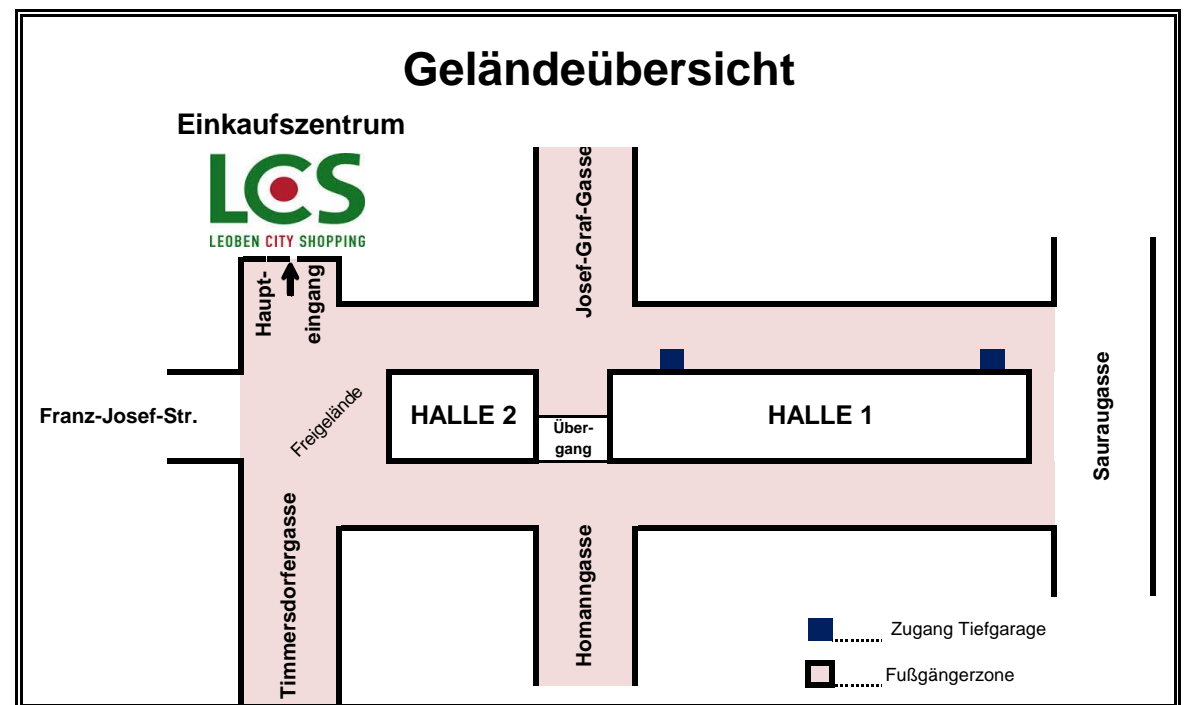 Geländeübersicht
Einkaufszentrum
LCS
LEOBEN CITY SHOPPING
Josef-Graf-Gasse
Haupt-
eingang
Franz-Josef-Str.
Freigelände
HALLE 2
Über-
gang
HALLE 1
Sauraugasse
Timmersdorfergasse
Homanngasse
Zugang Tiefgarage
Fußgängerzone